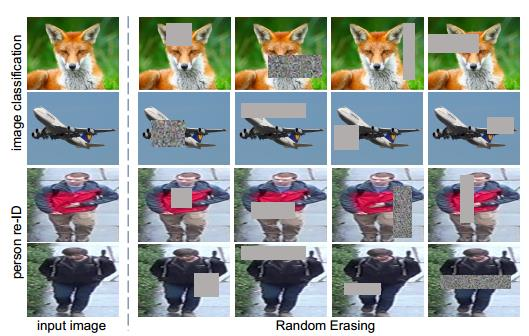 image classification
person re-ID
input image
Random Erasing